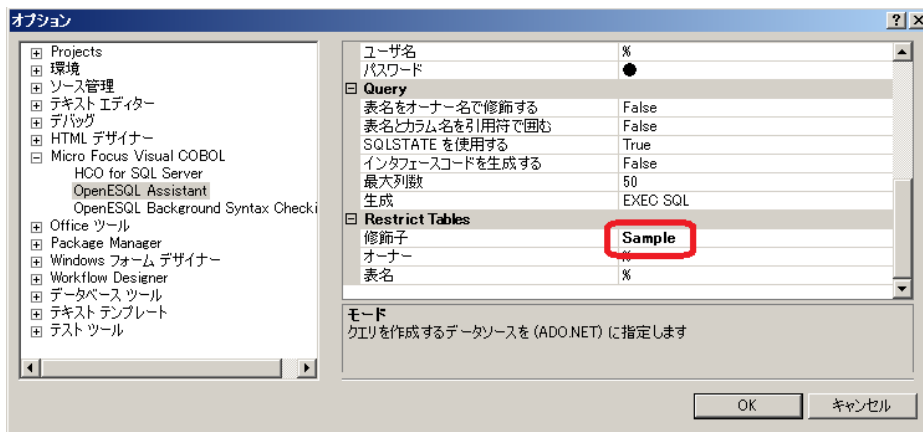 オプション
Projects
環境
ソース管理
テキスト エディター
デバッグ
HTML デザイナー
Micro Focus Visual COBOL
HCO for SQL Server
OpenESQL Assistant
OpenESQL Background Syntax Checki
Office ツール
Package Manager
Windows フォーム デザイナー
Workflow Designer
データベース ツール
テキスト テンプレート
テスト ツール
ユーザ名 %
パスワード ●
Query
表名をオーナー名で修飾する False
表名とカラム名を引用符で囲む False
SQLSTATE を使用する True
インタフェースコードを生成する False
最大列数 50
生成 EXEC SQL
Restrict Tables
修飾子 Sample
オーナー %
表名 %
モード
クエリを作成するデータソースを (ADO.NET) に指定します
OK キャンセル